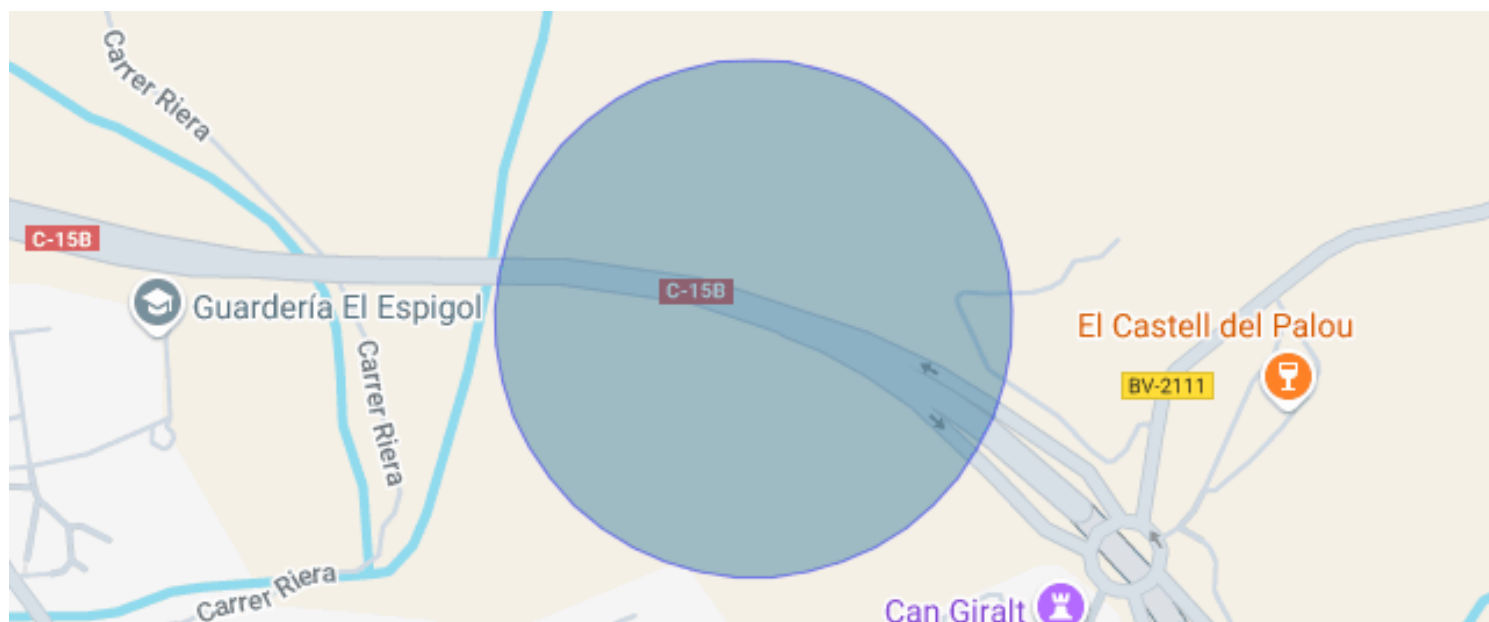 Carrer Riera
C-15B
Guardería El Espigol
C-15B
El Castell del Palou
BV-2111
Carrer Riera
Carrer Riera
Can Giralt